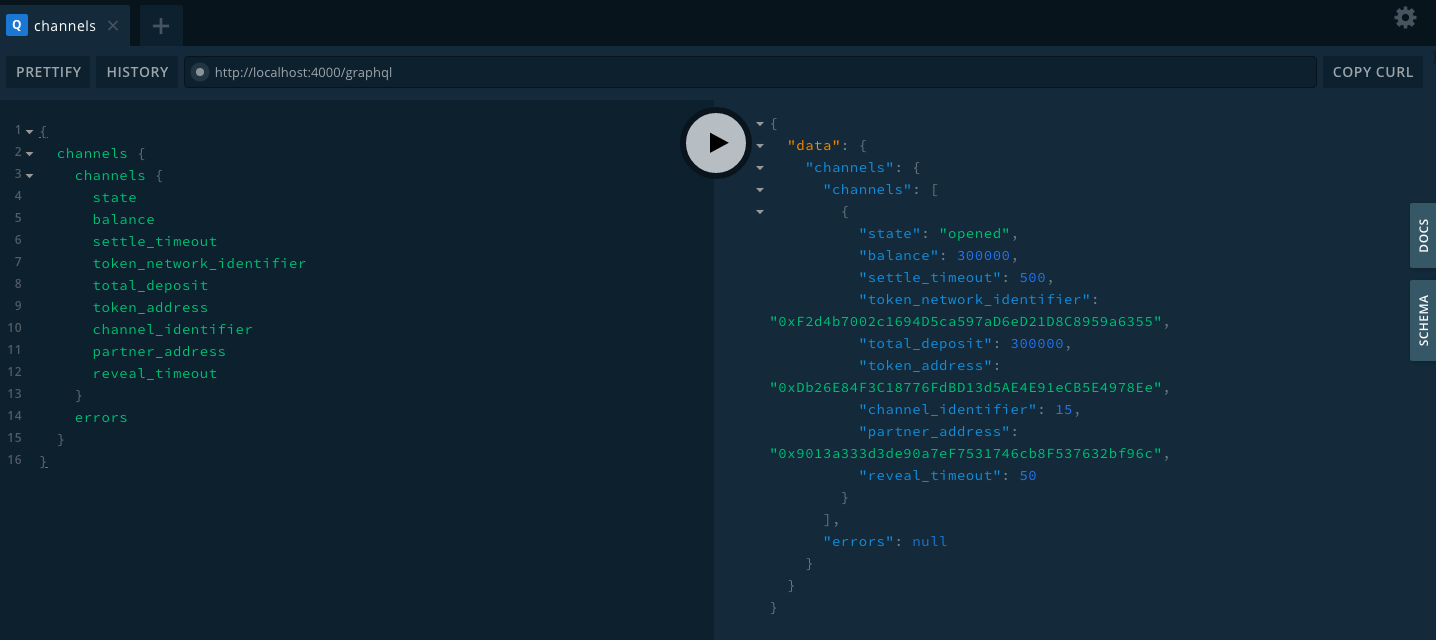 Q channels
PRETTIFY HISTORY http://localhost:4000/graphql COPY CURL
1 {
2 channels {
3 channels {
4 state
5 balance
6 settle_timeout
7 token_network_identifier
8 total_deposit
9 token_address
10 channel_identifier
11 partner_address
12 reveal_timeout
13 }
14 errors
15 }
16 }
{
"data": {
"channels": {
"channels": [
{
"state": "opened",
"balance": 300000,
"settle_timeout": 500,
"token_network_identifier":
"0xF2d4b7002c1694D5ca597aD6eD21D8C8959a6355",
"total_deposit": 300000,
"token_address":
"0xDb26E84F3C18776FdBD13d5AE4E91eCB5E4978Ee",
"channel_identifier": 15,
"partner_address":
"0x9013a333d3de90a7eF7531746cb8F537632bf96c",
"reveal_timeout": 50
}
],
"errors": null
}
}
}
DOCS
SCHEMA